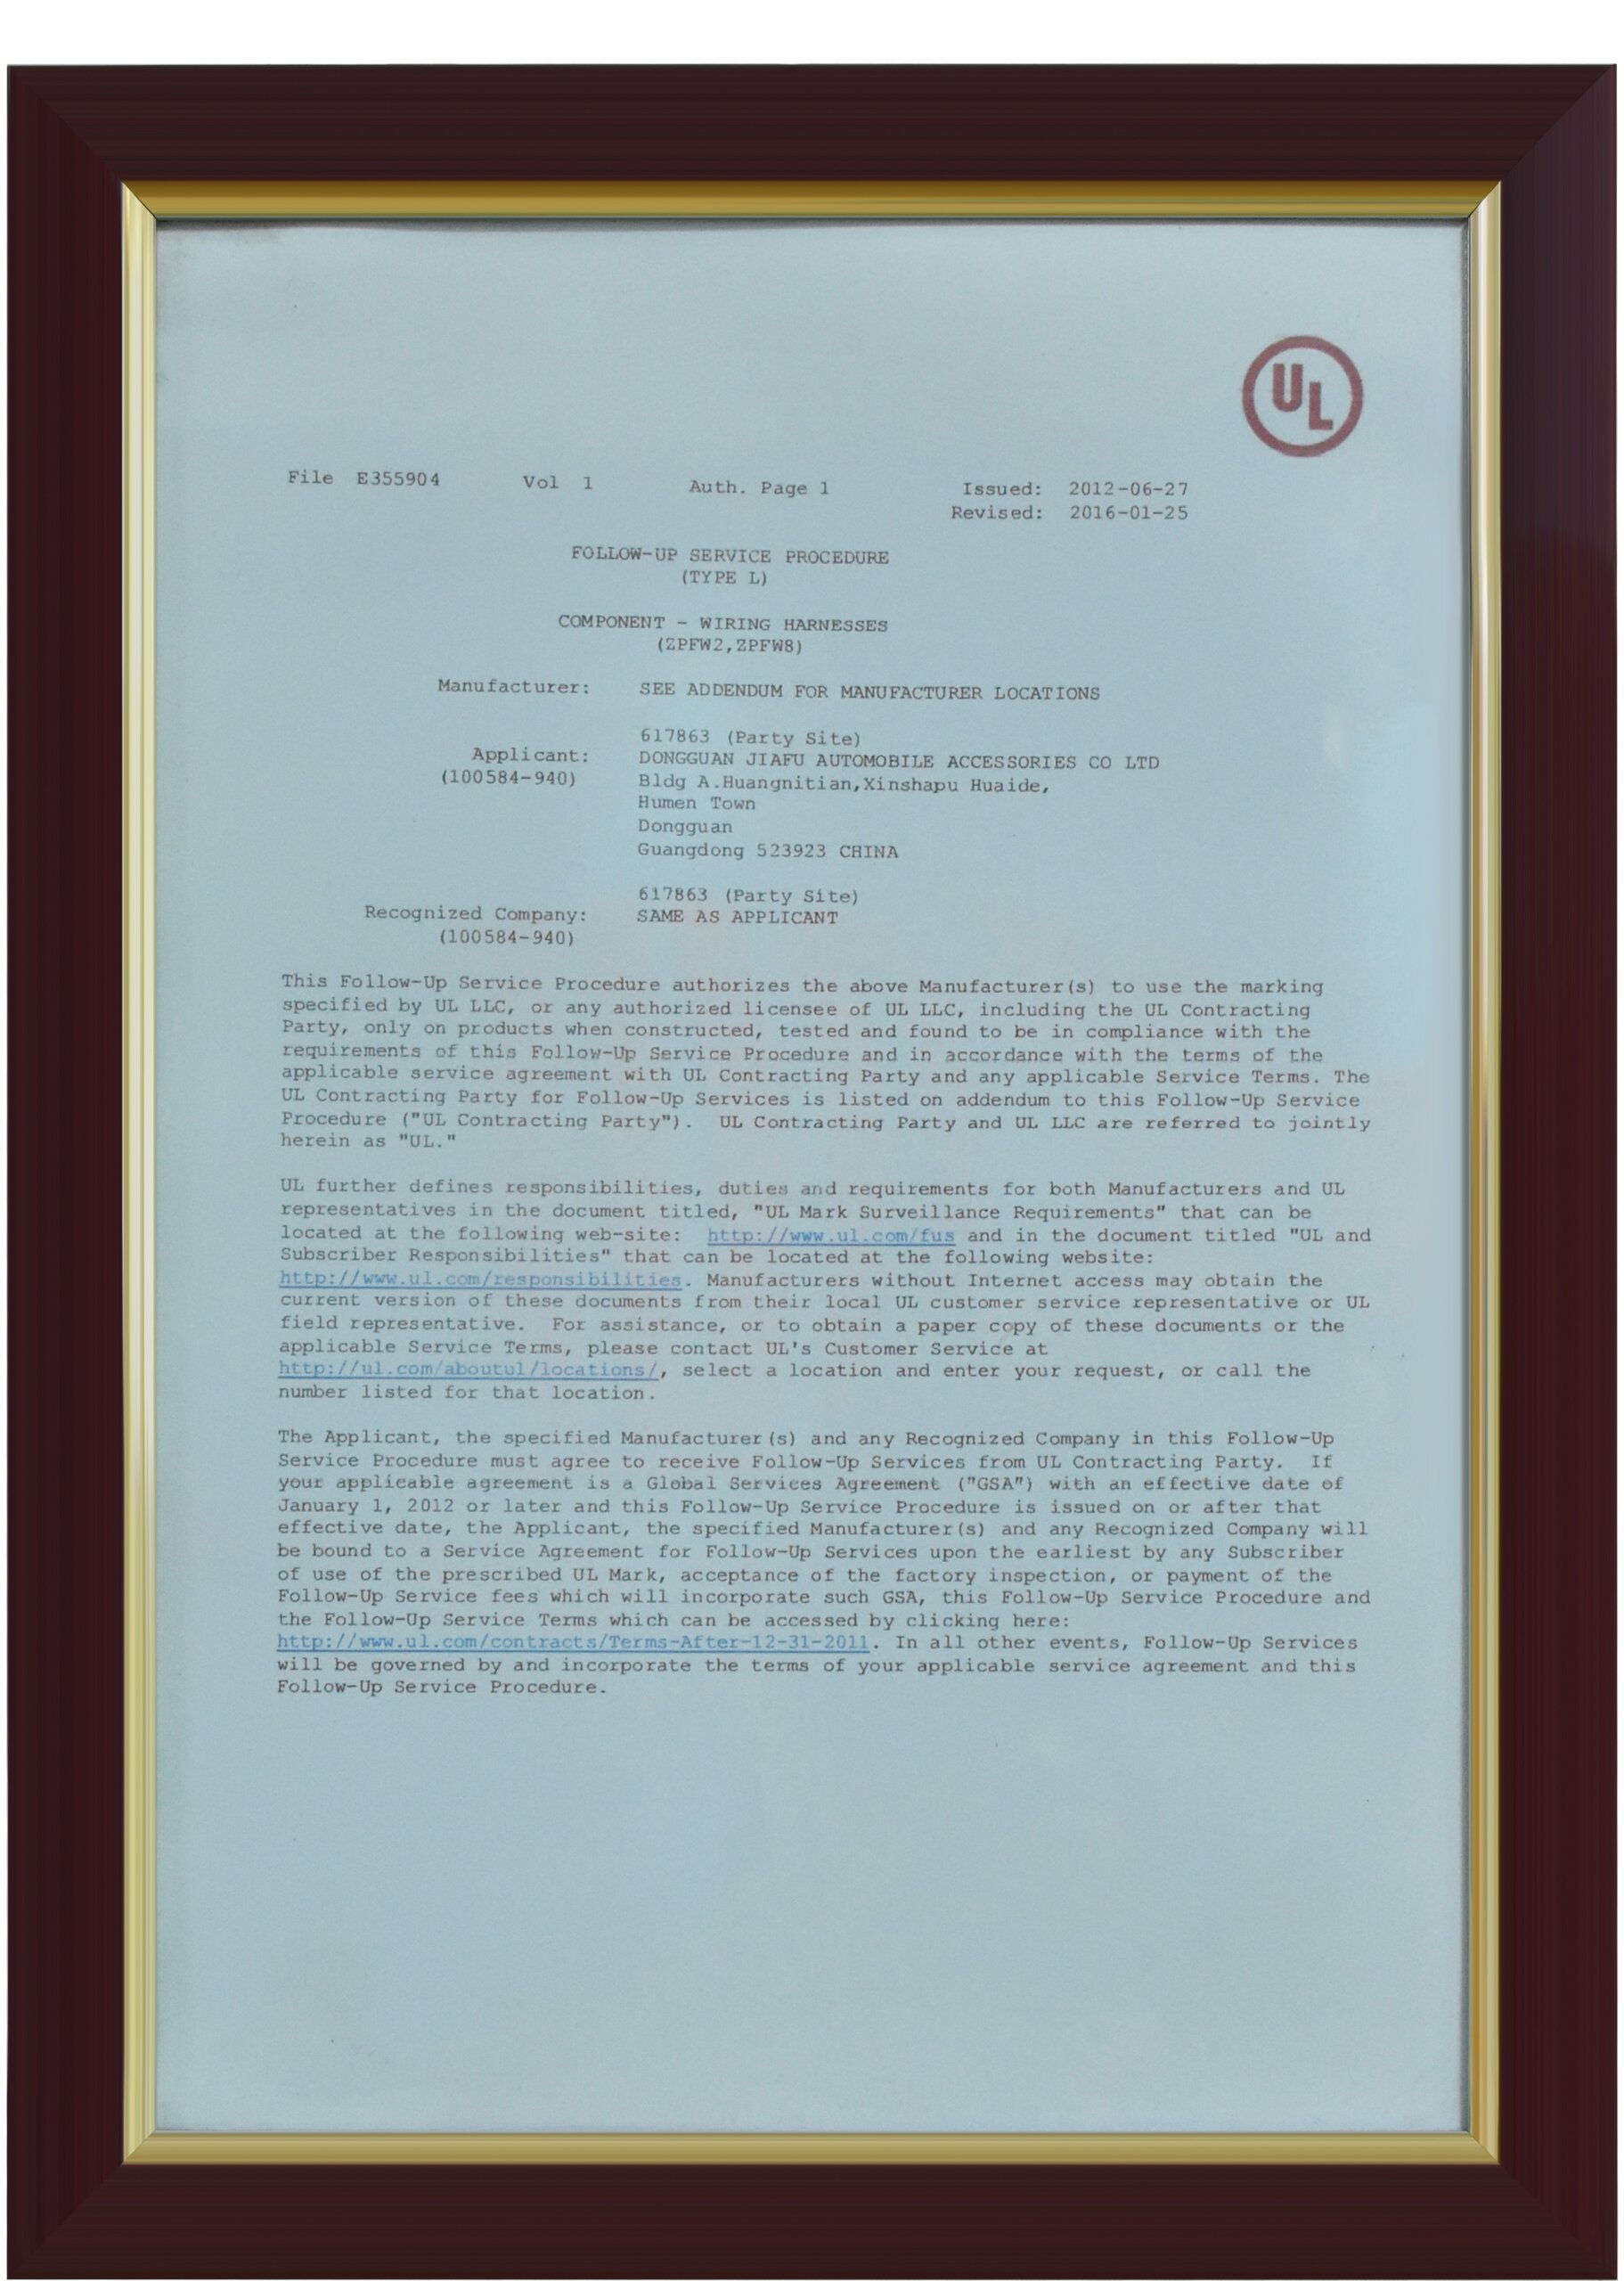 UL
File E355904 Vol 1 Auth. Page 1 Issued: 2012-06-27
Revised: 2016-01-25
FOLLOW-UP SERVICE PROCEDURE
(TYPE L)
COMPONENT - WIRING HARNESSES
(ZPFW2,ZPFW8)
Manufacturer: SEE ADDENDUM FOR MANUFACTURER LOCATIONS
617863 (Party Site)
Applicant: DONGGUAN JIAFU AUTOMOBILE ACCESSORIES CO LTD
(100584-940) Bldg A.Huangnitian,Xinshapu Huaide,
Humen Town
Dongguan
Guangdong 523923 CHINA
617863 (Party Site)
Recognized Company: SAME AS APPLICANT
(100584-940)
This Follow-Up Service Procedure authorizes the above Manufacturer(s) to use the marking
specified by UL LLC, or any authorized licensee of UL LLC, including the UL Contracting
Party, only on products when constructed, tested and found to be in compliance with the
requirements of this Follow-Up Service Procedure and in accordance with the terms of the
applicable service agreement with UL Contracting Party and any applicable Service Terms. The
UL Contracting Party for Follow-Up Services is listed on addendum to this Follow-Up Service
Procedure ("UL Contracting Party"). UL Contracting Party and UL LLC are referred to jointly
herein as "UL."
UL further defines responsibilities, duties and requirements for both Manufacturers and UL
representatives in the document titled, "UL Mark Surveillance Requirements" that can be
located at the following web-site: http://www.ul.com/fus and in the document titled "UL and
Subscriber Responsibilities" that can be located at the following website:
http://www.ul.com/responsibilities. Manufacturers without Internet access may obtain the
current version of these documents from their local UL customer service representative or UL
field representative. For assistance, or to obtain a paper copy of these documents or the
applicable Service Terms, please contact UL's Customer Service at
http://ul.com/aboutul/locations/, select a location and enter your request, or call the
number listed for that location.
The Applicant, the specified Manufacturer(s) and any Recognized Company in this Follow-Up
Service Procedure must agree to receive Follow-Up Services from UL Contracting Party. If
your applicable agreement is a Global Services Agreement ("GSA") with an effective date of
January 1, 2012 or later and this Follow-Up Service Procedure is issued on or after that
effective date, the Applicant, the specified Manufacturer(s) and any Recognized Company will
be bound to a Service Agreement for Follow-Up Services upon the earliest by any Subscriber
of use of the prescribed UL Mark, acceptance of the factory inspection, or payment of the
Follow-Up Service fees which will incorporate such GSA, this Follow-Up Service Procedure and
the Follow-Up Service Terms which can be accessed by clicking here:
http://www.ul.com/contracts/Terms-After-12-31-2011. In all other events, Follow-Up Services
will be governed by and incorporate the terms of your applicable service agreement and this
Follow-Up Service Procedure.